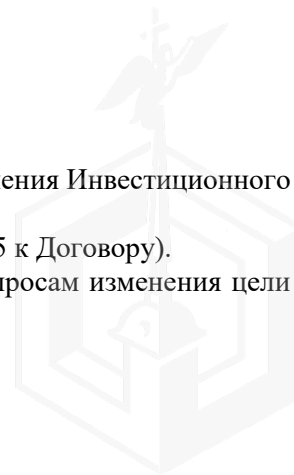 ения Инвестиционного
5 к Договору).
просам изменения цели